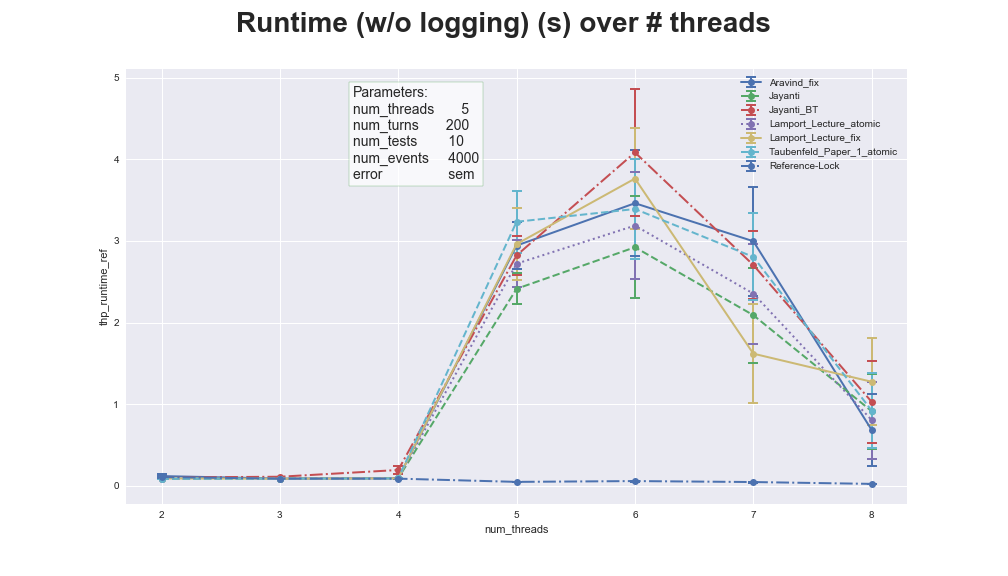 Runtime (w/o logging) (s) over # threads
Parameters:
num_threads 5
num_turns 200
num_tests 10
num_events 4000
error sem
Aravind_fix
Jayanti
Jayanti_BT
Lamport_Lecture_atomic
Lamport_Lecture_fix
Taubenfeld_Paper_1_atomic
Reference-Lock
thp_runtime_ref
5
4
3
2
1
0
2 3 4 5 6 7 8
num_threads